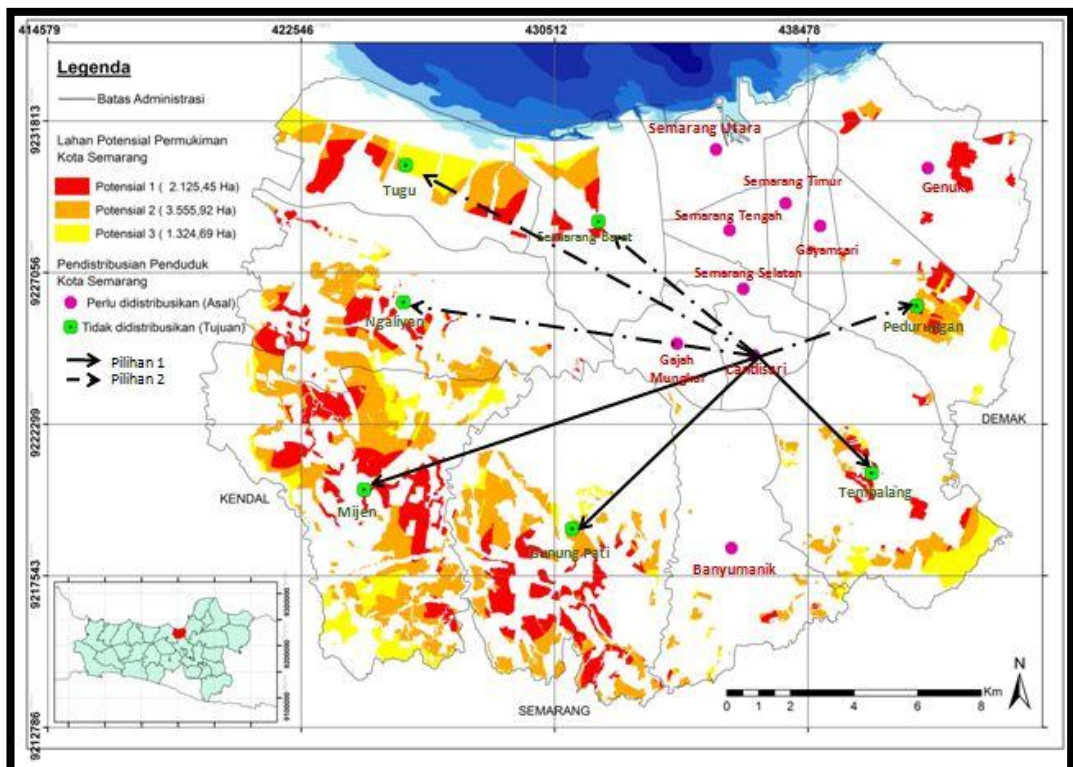 414579
422546
430512
438478
Legenda
Batas Administrasi
Lahan Potensial Permukiman
Kota Semarang
Potensial 1 ( 2.125,45 Ha)
Potensial 2 ( 3.555,92 Ha)
Potensial 3 ( 1.324,69 Ha)
Pendistribusian Penduduk
Kota Semarang
Perlu didistribusikan (Asal)
Tidak didistribusikan (Tujuan)
Pilihan 1
Pilihan 2
9231813
9227056
9222299
9217543
9212786
Semarang Utara
Semarang Timur
Genuk
Tugu
Semarang Tengah
Semarang Barat
Gayamsari
Semarang Selatan
Ngaliyan
Pedurungan
Gajah
Mungkur
Candisari
DEMAK
KENDAL
Mijen
Tembalang
Gunung Pati
Banyumanik
SEMARANG
9300000
9200000
9100000
N
Km
0 1 2 4 6 8